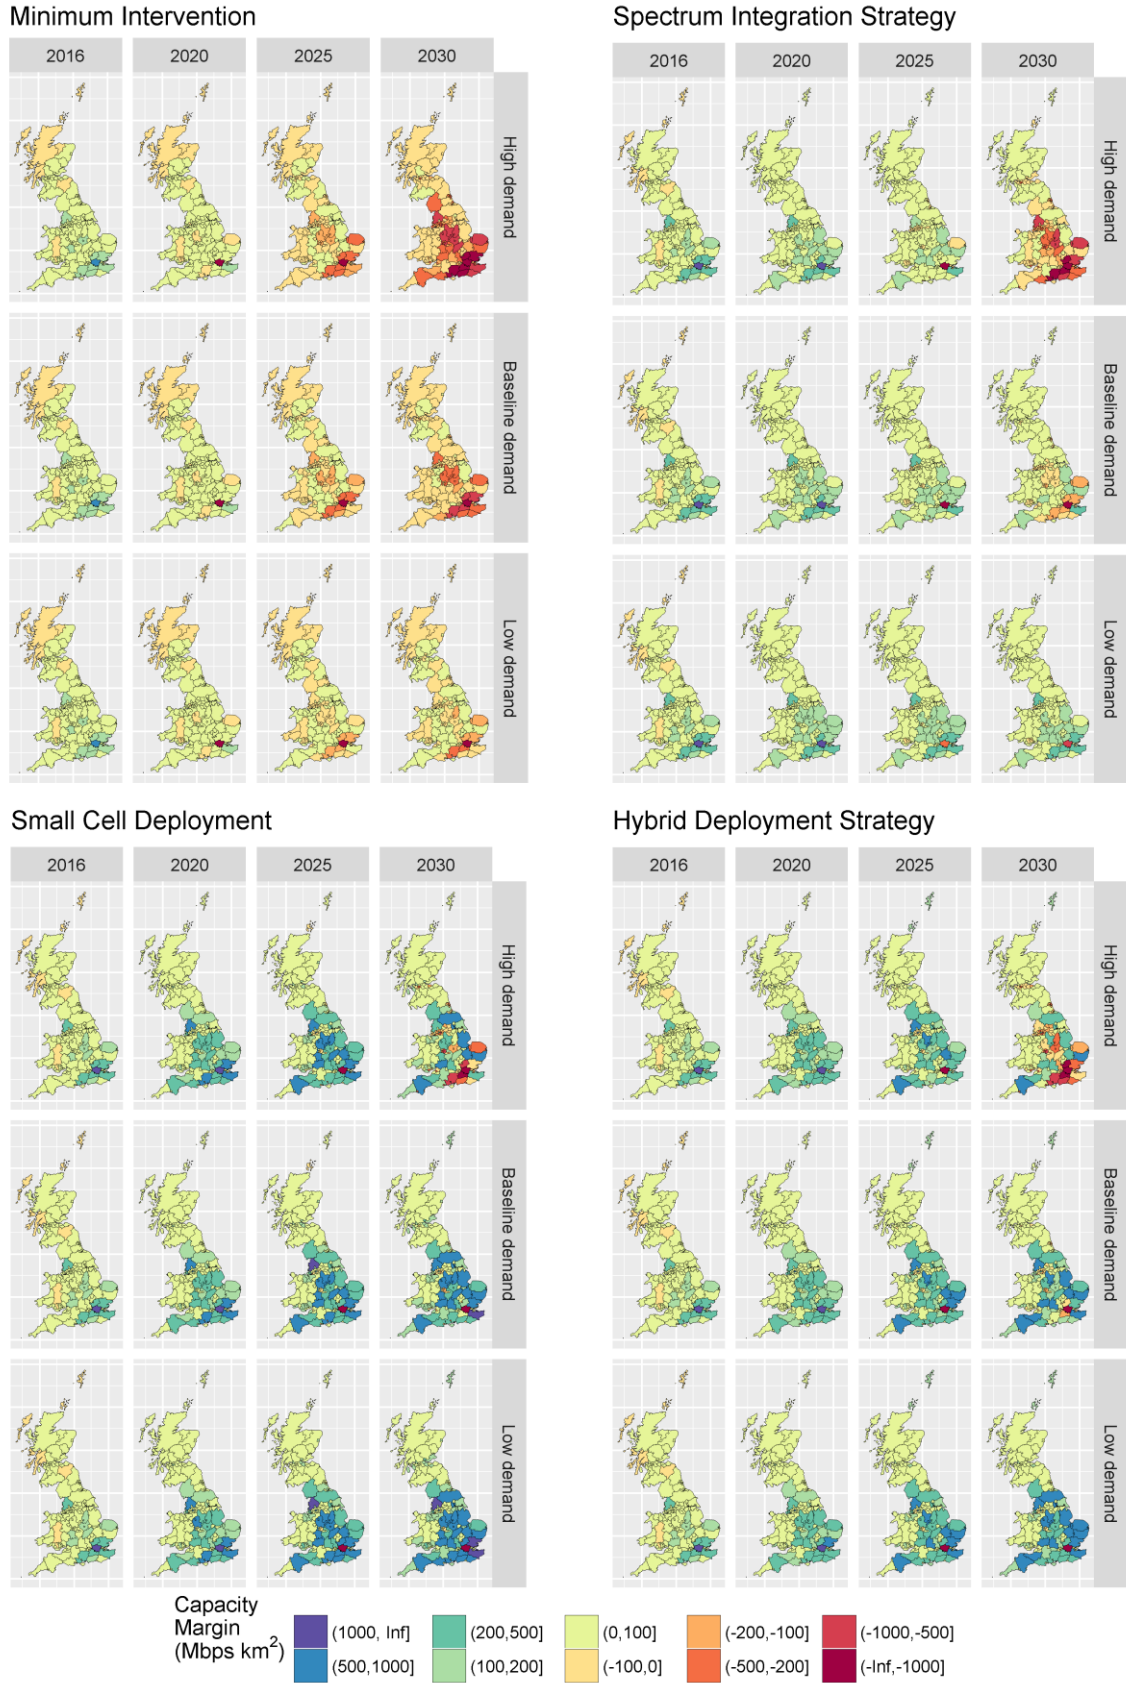 Minimum Intervention
2016 2020 2025 2030
High demand
Baseline demand
Low demand
Spectrum Integration Strategy
2016 2020 2025 2030
High demand
Baseline demand
Low demand
Small Cell Deployment
2016 2020 2025 2030
High demand
Baseline demand
Low demand
Hybrid Deployment Strategy
2016 2020 2025 2030
High demand
Baseline demand
Low demand
Capacity
Margin
(Mbps km²)
(1000, Inf] (200,500] (0,100] (-200,-100] (-1000,-500]
(500,1000] (100,200] (-100,0] (-500,-200] (-Inf,-1000]